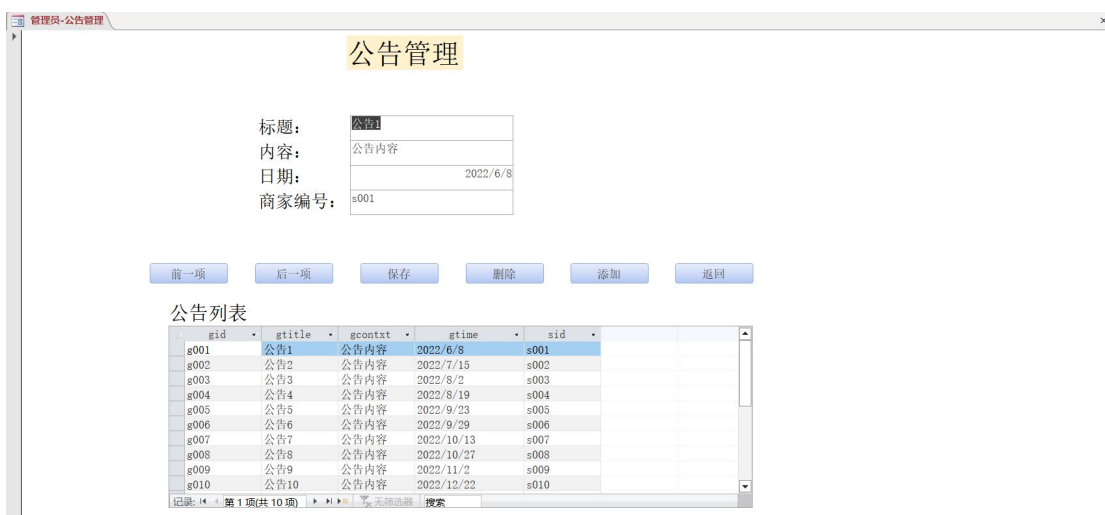 管理员-公告管理
公告管理
标题： 公告1
内容： 公告内容
日期： 2022/6/8
商家编号： s001
前一项 后一项 保存 删除 添加 返回
公告列表
gid gtitle gcontxt gtime sid
g001 公告1 公告内容 2022/6/8 s001
g002 公告2 公告内容 2022/7/15 s002
g003 公告3 公告内容 2022/8/2 s003
g004 公告4 公告内容 2022/8/19 s004
g005 公告5 公告内容 2022/9/23 s005
g006 公告6 公告内容 2022/9/29 s006
g007 公告7 公告内容 2022/10/13 s007
g008 公告8 公告内容 2022/10/27 s008
g009 公告9 公告内容 2022/11/2 s009
g010 公告10 公告内容 2022/12/22 s010
记录: 第 1 项(共 10 项) 无筛选器 搜索